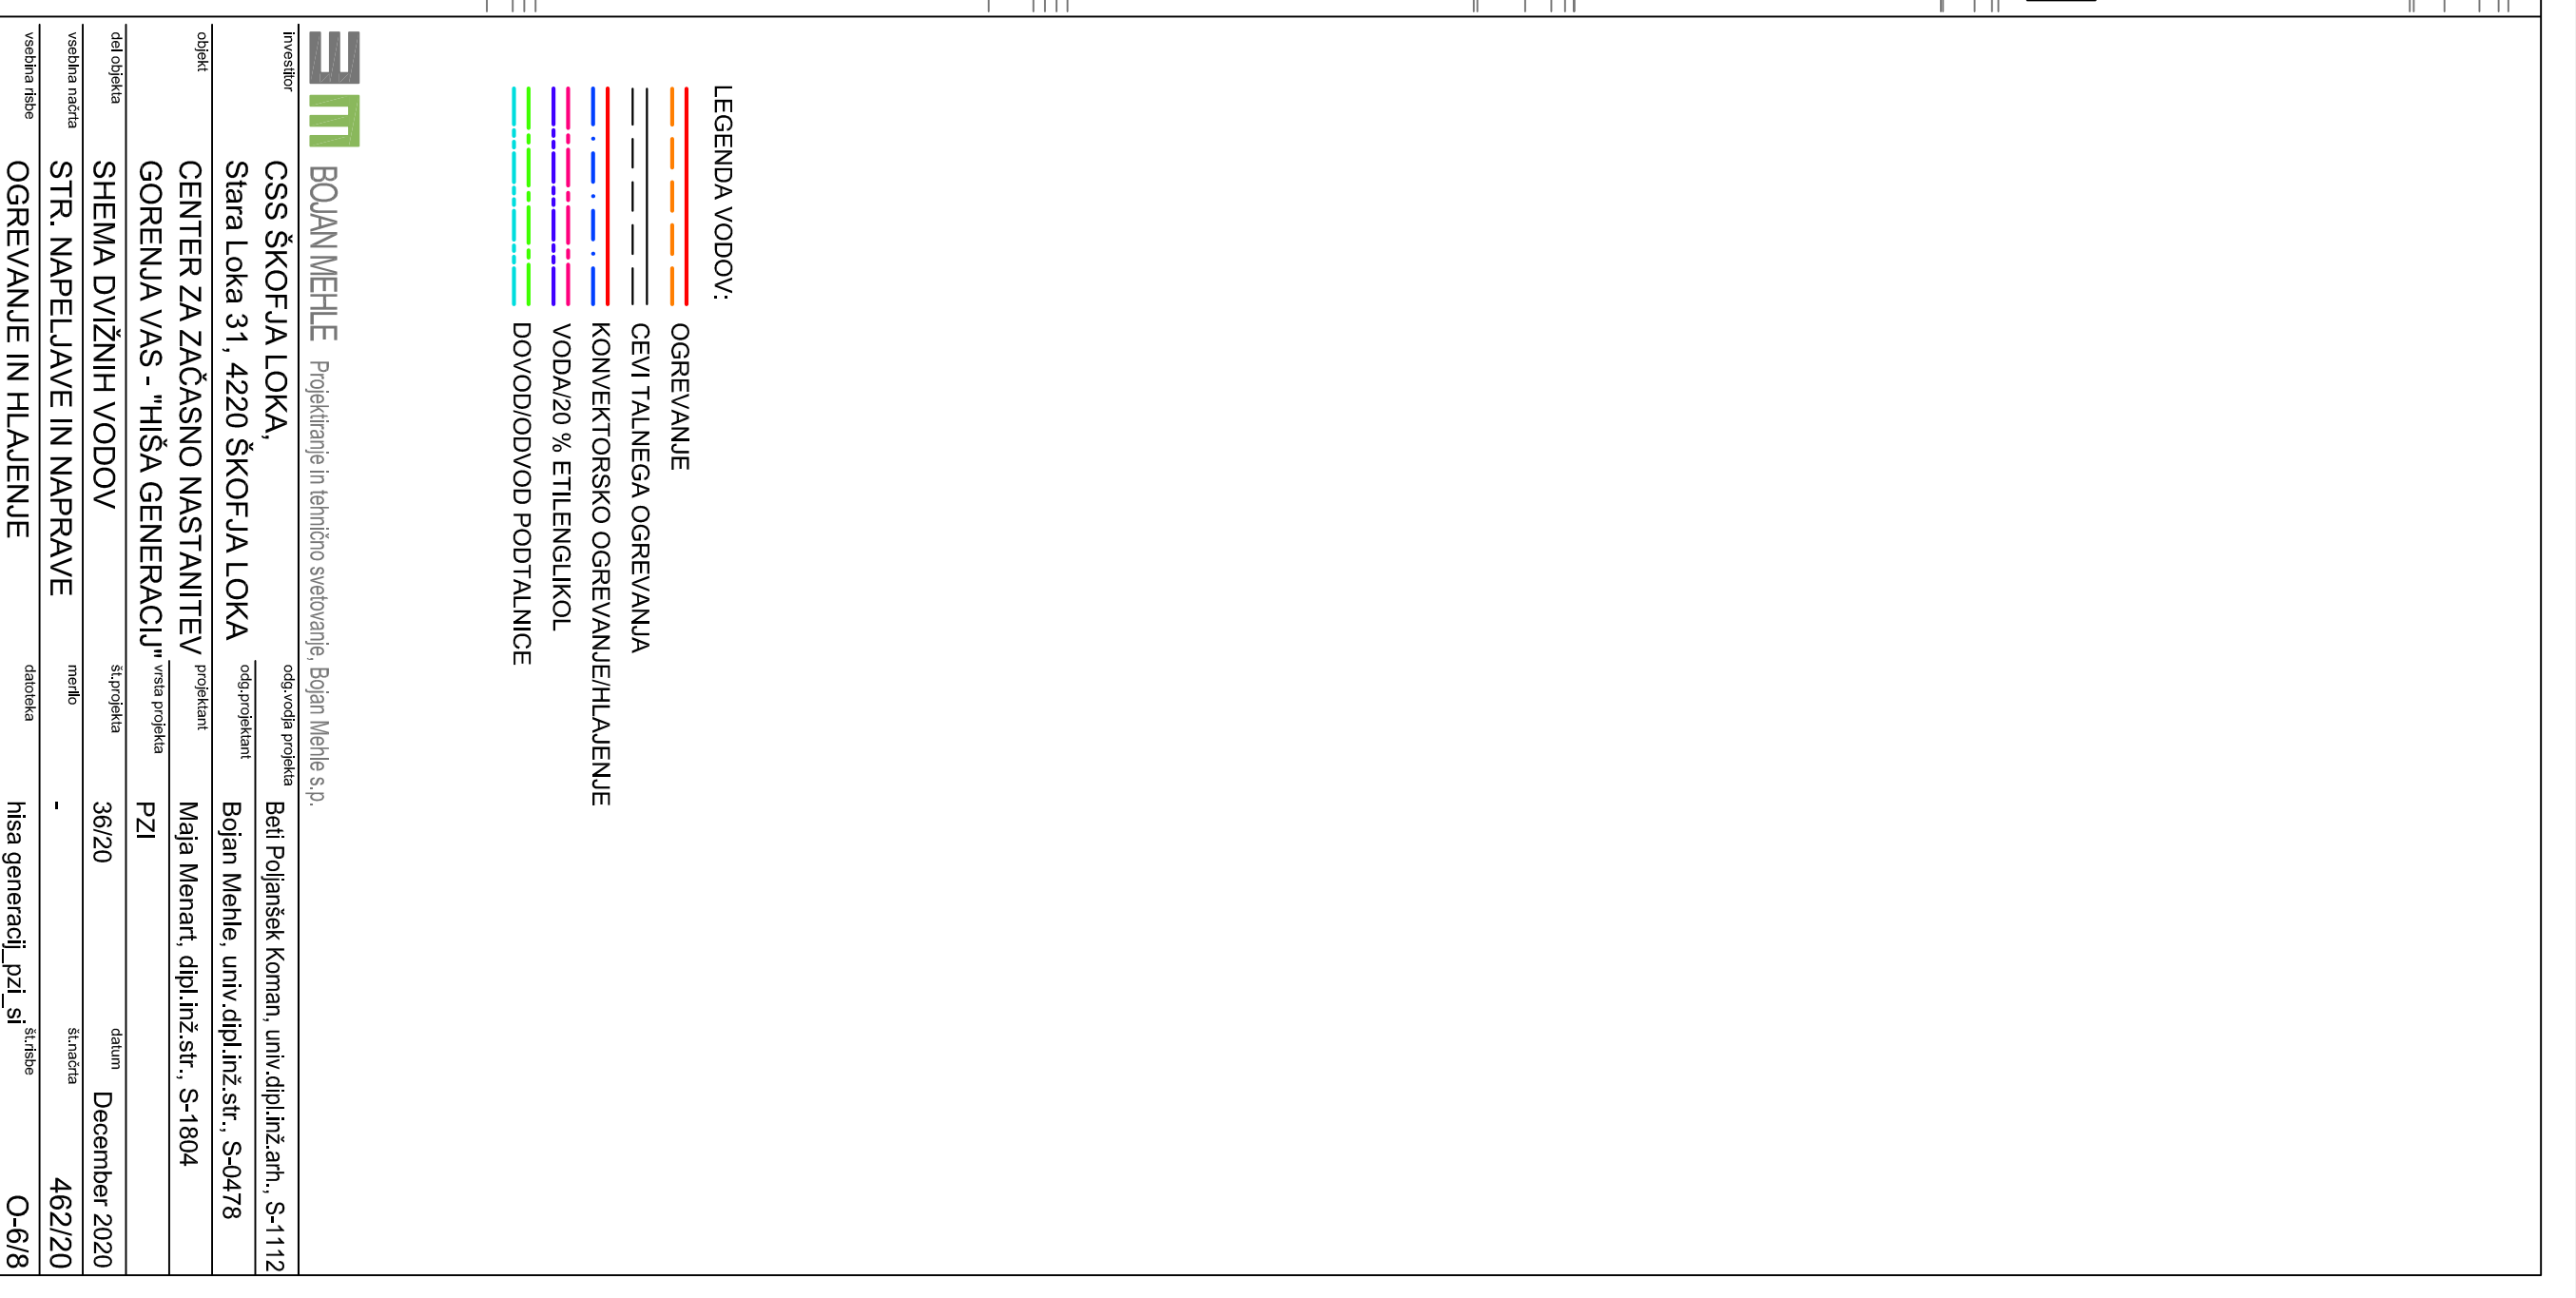 LEGENDA VODOV:
OGREVANJE
CEVI TALNEGA OGREVANJA
KONVEKTORSKO OGREVANJE/HLAJENJE
VODA/20 % ETILENGLIKOL
DOVOD/ODVOD PODTALNICE
BOJAN MEHLE Projektiranje in tehnično svetovanje, Bojan Mehle s.p.
investitor
CSS ŠKOFJA LOKA,
Stara Loka 31, 4220 ŠKOFJA LOKA
odg.vodja projekta
Beti Poljanšek Koman, univ.dipl.inž.arh., S-1112
odg.projektant
Bojan Mehle, univ.dipl.inž.str., S-0478
objekt
CENTER ZA ZAČASNO NASTANITEV
GORENJA VAS - "HIŠA GENERACIJ"
projektant
Maja Menart, dipl.inž.str., S-1804
vrsta projekta
PZI
del objekta
SHEMA DVIŽNIH VODOV
št.projekta
36/20
datum
December 2020
vsebina načrta
STR. NAPELJAVE IN NAPRAVE
merilo
-
št.načrta
462/20
vsebina risbe
OGREVANJE IN HLAJENJE
datoteka
hisa generacij_pzi_si
št.risbe
O-6/8